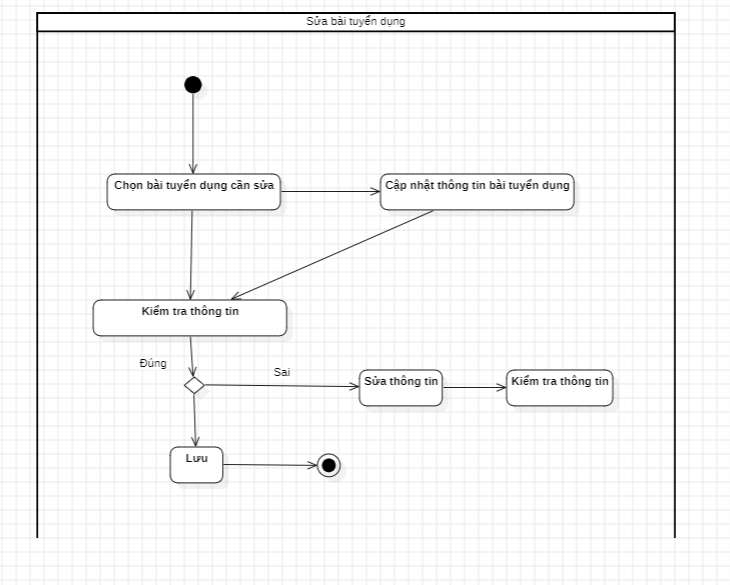 Sửa bài tuyển dụng
Chọn bài tuyển dụng cần sửa
Cập nhật thông tin bài tuyển dụng
Kiểm tra thông tin
Đúng
Sai
Sửa thông tin
Kiểm tra thông tin
Lưu